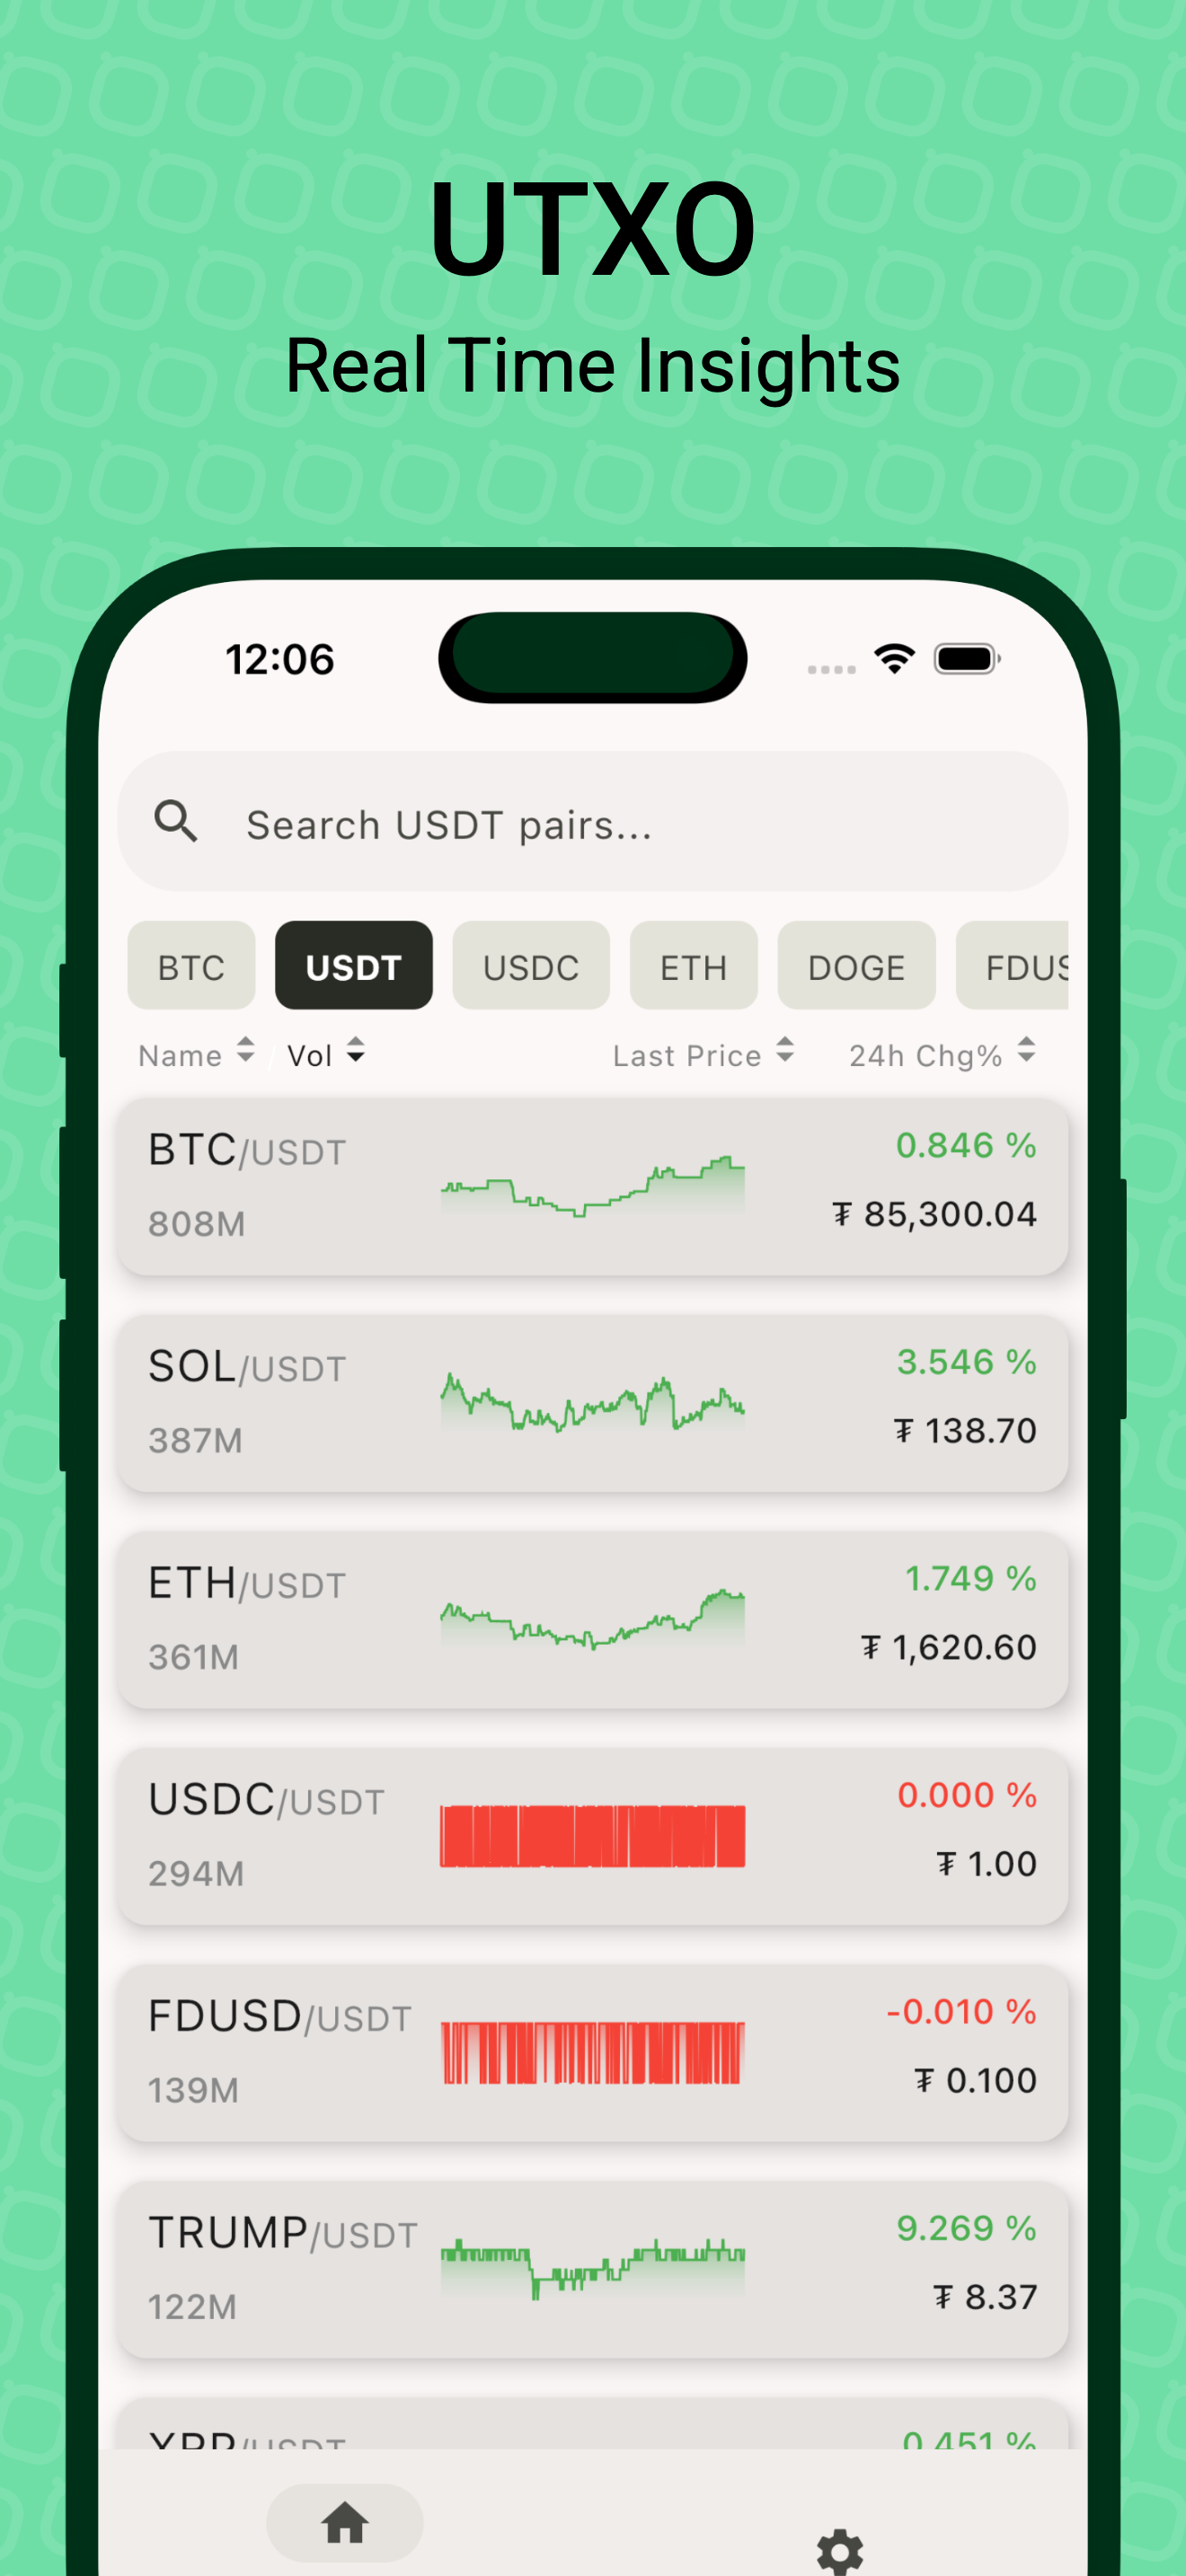 UTXO
Real Time Insights
12:06
Search USDT pairs...
BTC USDT USDC ETH DOGE FDUS
Name / Vol Last Price 24h Chg%
BTC/USDT 0.846 %
808M ₮ 85,300.04
SOL/USDT 3.546 %
387M ₮ 138.70
ETH/USDT 1.749 %
361M ₮ 1,620.60
USDC/USDT 0.000 %
294M ₮ 1.00
FDUSD/USDT -0.010 %
139M ₮ 0.100
TRUMP/USDT 9.269 %
122M ₮ 8.37
XRP/USDT 0.451 %